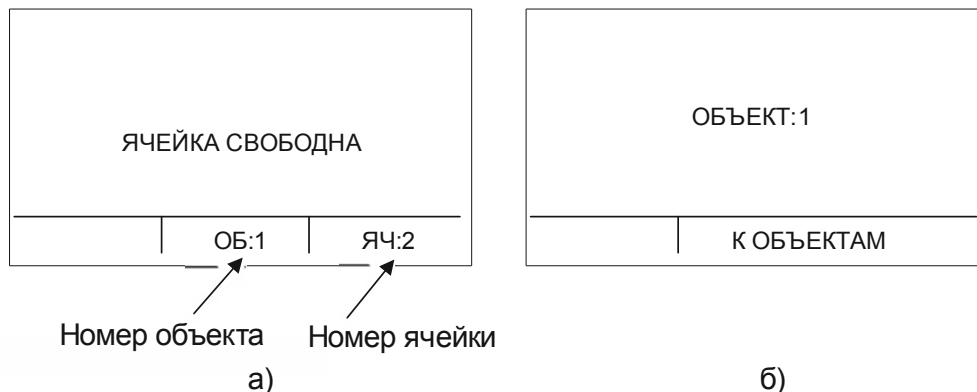 ЯЧЕЙКА СВОБОДНА
ОБ:1 ЯЧ:2
Номер объекта Номер ячейки
а)
ОБЪЕКТ:1
К ОБЪЕКТАМ
б)